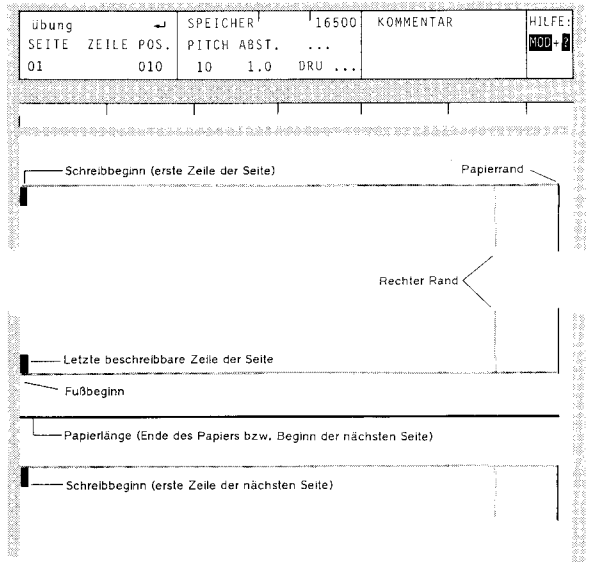 übung ↵ SPEICHER 16500 KOMMENTAR HILFE:
SEITE ZEILE POS. PITCH ABST. ... MOD + ?
01 010 10 1.0 DRU ...
Schreibbeginn (erste Zeile der Seite) Papierrand
Rechter Rand
Letzte beschreibbare Zeile der Seite
Fußbeginn
Papierlänge (Ende des Papiers bzw. Beginn der nächsten Seite)
Schreibbeginn (erste Zeile der nächsten Seite)